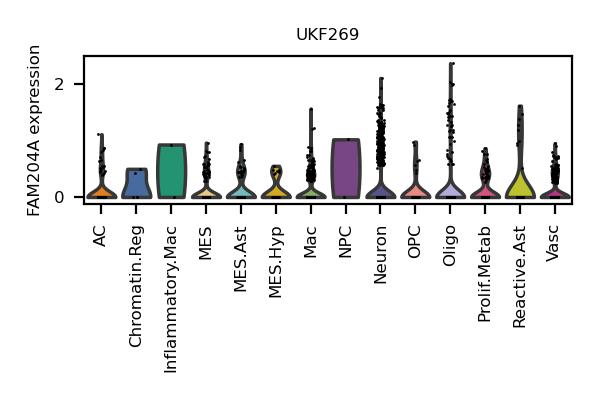 UKF269
FAM204A expression
2
0
AC
Chromatin.Reg
Inflammatory.Mac
MES
MES.Ast
MES.Hyp
Mac
NPC
Neuron
OPC
Oligo
Prolif.Metab
Reactive.Ast
Vasc